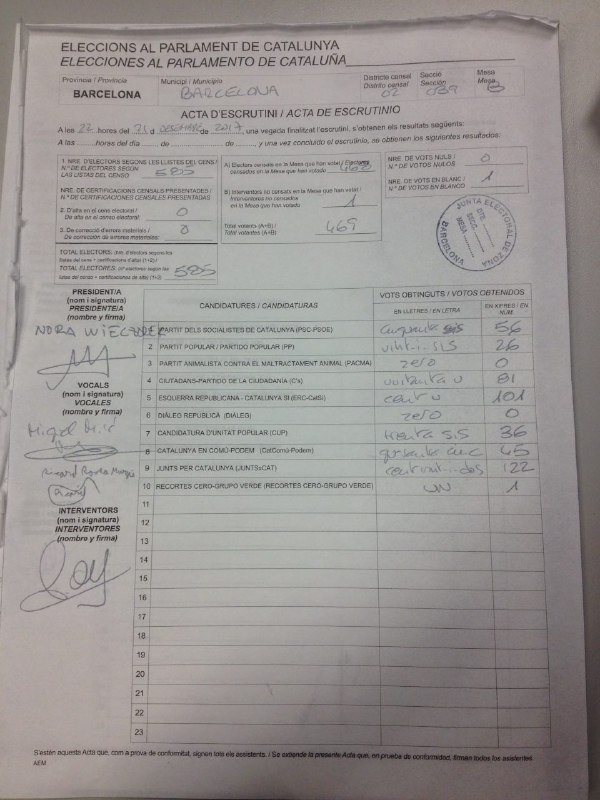 ELECCIONS AL PARLAMENT DE CATALUNYA
ELECCIONES AL PARLAMENTO DE CATALUÑA
Provincia / Provincia
BARCELONA
Municipi / Municipio
BARCELONA
Districte censal
Distrito censal
02
Secció
Sección
039
Mesa
Mesa
B
ACTA D'ESCRUTINI / ACTA DE ESCRUTINIO
A les 22 hores del 21 d DESEMBRE de 2017, una vegada finalitzat l'escrutini, s'obtenen els resultats següents:
A las horas del día de de y una vez concluido el escrutinio, se obtienen los siguientes resultados:
1. NRE. D'ELECTORS SEGONS LES LLISTES DEL CENS /
N.º DE ELECTORES SEGÚN
LAS LISTAS DEL CENSO 585
NRE. DE CERTIFICACIONS CENSALS PRESENTADES /
N.º DE CERTIFICACIONES CENSALES PRESENTADAS
2. D'alta en el cens electoral /
De alta en el censo electoral: 0
3. De correcció d'errors materials /
De corrección de errores materiales: 0
TOTAL ELECTORS: (nre. d'electors segons les
llistes del cens + certificacions d'alta) (1+2) /
TOTAL ELECTORES: (nº electores según las
listas del censo + certificaciones de alta) (1+2) 585
A) Electors censats en la Mesa que han votat / Electores
censados en la Mesa que han votado 468
B) Interventors no censats en la Mesa que han votat /
Interventores no censados
en la Mesa que han votado 1
Total votants (A+B) /
Total votantes (A+B) 469
NRE. DE VOTS NULS /
N.º DE VOTOS NULOS 0
NRE. DE VOTS EN BLANC /
N.º DE VOTOS EN BLANCO 1
JUNTA ELECTORAL DE ZONA
BARCELONA
DTE.
SECC.
MESA
PRESIDENT/A
(nom i signatura)
PRESIDENTE/A
(nombre y firma)
NORA
VOCALS
(nom i signatura)
VOCALES
(nombre y firma)
Miquel
INTERVENTORS
(nom i signatura)
INTERVENTORES
(nombre y firma)
CANDIDATURES / CANDIDATURAS
VOTS OBTINGUTS / VOTOS OBTENIDOS
EN LLETRES / EN LETRA
EN XIFRES / EN NUM.
1 PARTIT DELS SOCIALISTES DE CATALUNYA (PSC-PSOE) cinquanta sis 56
2 PARTIT POPULAR / PARTIDO POPULAR (PP) vint-i-sis 26
3 PARTIT ANIMALISTA CONTRA EL MALTRACTAMENT ANIMAL (PACMA) zero 0
4 CIUTADANS-PARTIDO DE LA CIUDADANÍA (C's) vuitanta u 81
5 ESQUERRA REPUBLICANA - CATALUNYA SÍ (ERC-CatSí) cent u 101
6 DIÀLEG REPUBLICÀ (DIÀLEG) zero 0
7 CANDIDATURA D'UNITAT POPULAR (CUP) trenta sis 36
8 CATALUNYA EN COMÚ-PODEM (CatComú-Podem) quaranta cinc 45
9 JUNTS PER CATALUNYA (JUNTSxCAT) cent vint-i-dos 122
10 RECORTES CERO-GRUPO VERDE (RECORTES CERO-GRUPO VERDE) UN 1
11
12
13
14
15
16
17
18
19
20
21
22
23
S'estén aquesta Acta que, com a prova de conformitat, signen tots els assistents. / Se extiende la presente Acta que, en prueba de conformidad, firman todos los asistentes.
AEM